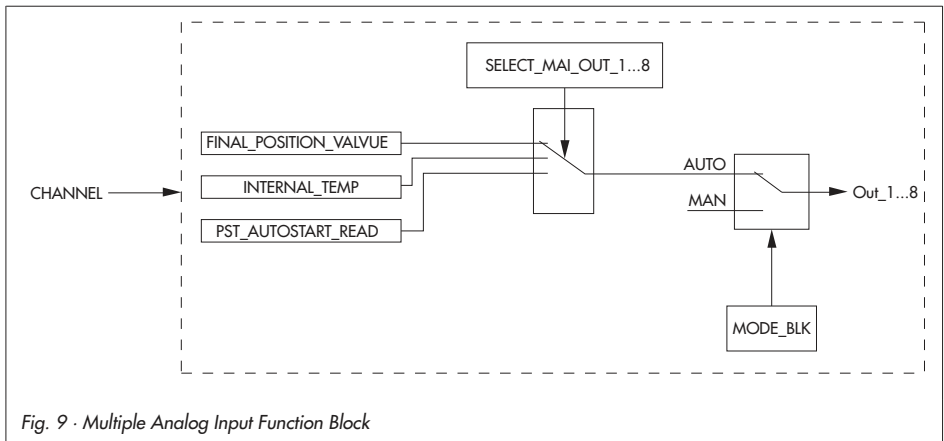 SELECT_MAI_OUT_1...8
FINAL_POSITION_VALVUE
INTERNAL_TEMP
PST_AUTOSTART_READ
CHANNEL
AUTO
MAN
Out_1...8
MODE_BLK
Fig. 9 · Multiple Analog Input Function Block